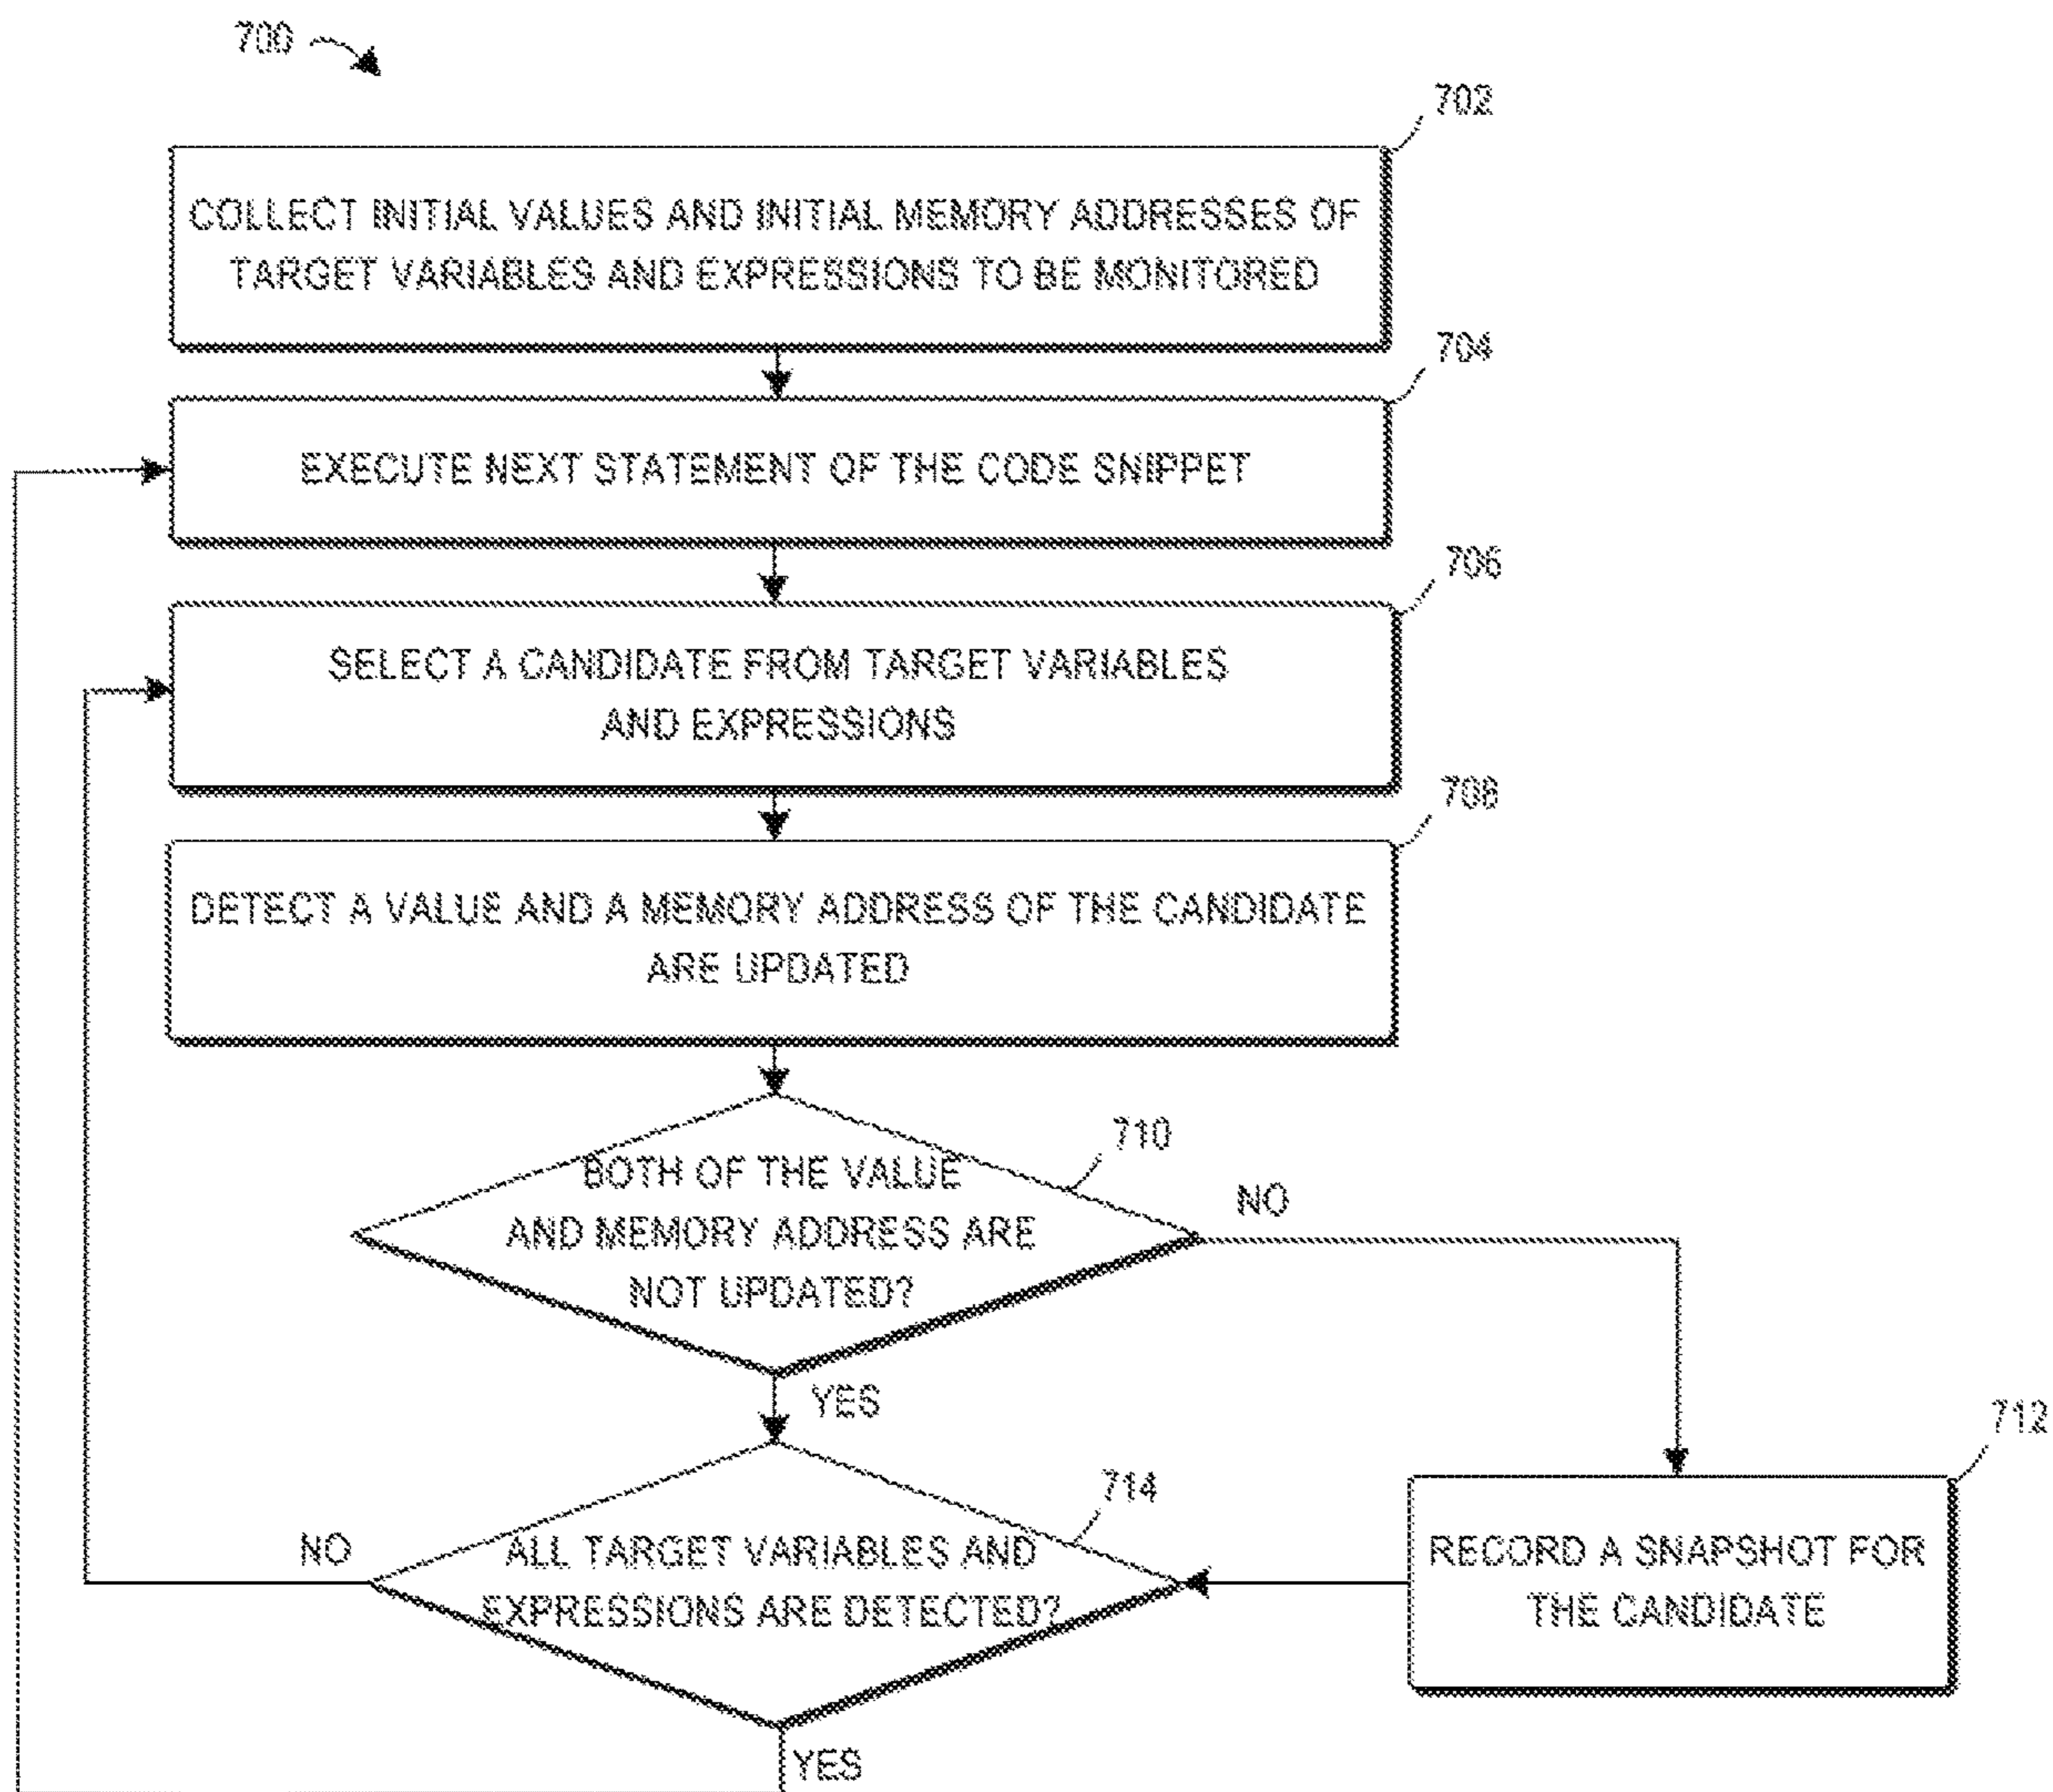 700
702
COLLECT INITIAL VALUES AND INITIAL MEMORY ADDRESSES OF
TARGET VARIABLES AND EXPRESSIONS TO BE MONITORED
704
EXECUTE NEXT STATEMENT OF THE CODE SNIPPET
706
SELECT A CANDIDATE FROM TARGET VARIABLES
AND EXPRESSIONS
708
DETECT A VALUE AND A MEMORY ADDRESS OF THE CANDIDATE
ARE UPDATED
710
BOTH OF THE VALUE
AND MEMORY ADDRESS ARE
NOT UPDATED?
NO
YES
712
RECORD A SNAPSHOT FOR
THE CANDIDATE
714
ALL TARGET VARIABLES AND
EXPRESSIONS ARE DETECTED?
NO
YES